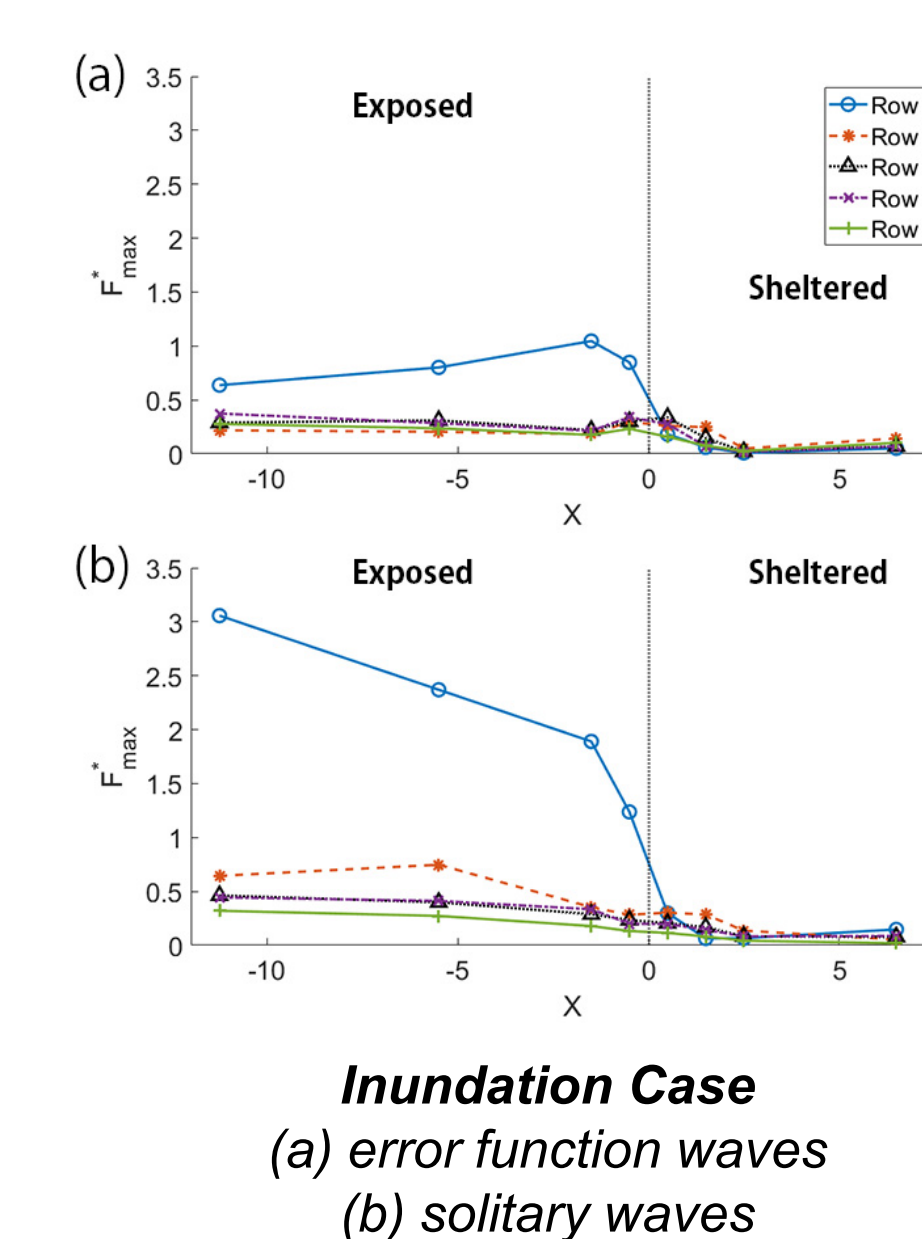 (a)
3.5
3
2.5
2
1.5
1
0.5
0
F*max
Exposed
Sheltered
Row
Row
Row
Row
Row
-10
-5
0
5
X
(b)
3.5
3
2.5
2
1.5
1
0.5
0
F*max
Exposed
Sheltered
-10
-5
0
5
X
Inundation Case
(a) error function waves
(b) solitary waves